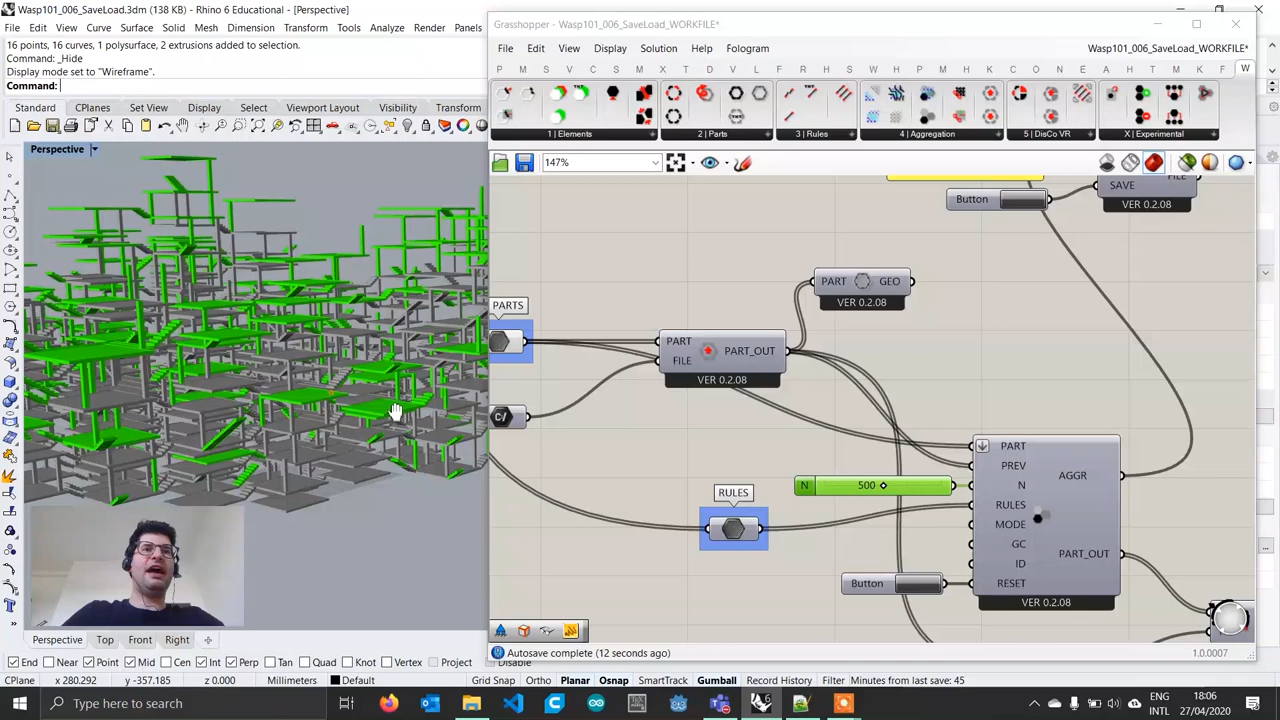 Wasp101_006_SaveLoad.3dm (138 KB) - Rhino 6 Educational - [Perspective]
File Edit View Curve Surface Solid Mesh Dimension Transform Tools Analyze Render Panels
16 points, 16 curves, 1 polysurface, 2 extrusions added to selection.
Command: _Hide
Display mode set to "Wireframe".
Command:
Standard CPlanes Set View Display Select Viewport Layout Visibility Transform
Perspective
Grasshopper - Wasp101_006_SaveLoad_WORKFILE*
File Edit View Display Solution Help Fologram
Wasp101_006_SaveLoad_WORKFILE*
P M S V C S M X T D V L T S V S W H L P K A M K F W
1 | Elements
2 | Parts
3 | Rules
4 | Aggregation
5 | DisCo VR
X | Experimental
147%
Button
SAVE
FILE
VER 0.2.08
PART GEO
VER 0.2.08
PARTS
PART
FILE
PART_OUT
VER 0.2.08
C/
N 500
RULES
Button
PART
PREV
N
RULES
MODE
GC
ID
RESET
AGGR
PART_OUT
VER 0.2.08
Autosave complete (12 seconds ago)
1.0.0007
Perspective Top Front Right
End Near Point Mid Cen Int Perp Tan Quad Knot Vertex Project Disable
CPlane x 280.292 y -357.185 z 0.000 Millimeters Default Grid Snap Ortho Planar Osnap SmartTrack Gumball Record History Filter Minutes from last save: 45
Type here to search
ENG
INTL
18:06
27/04/2020